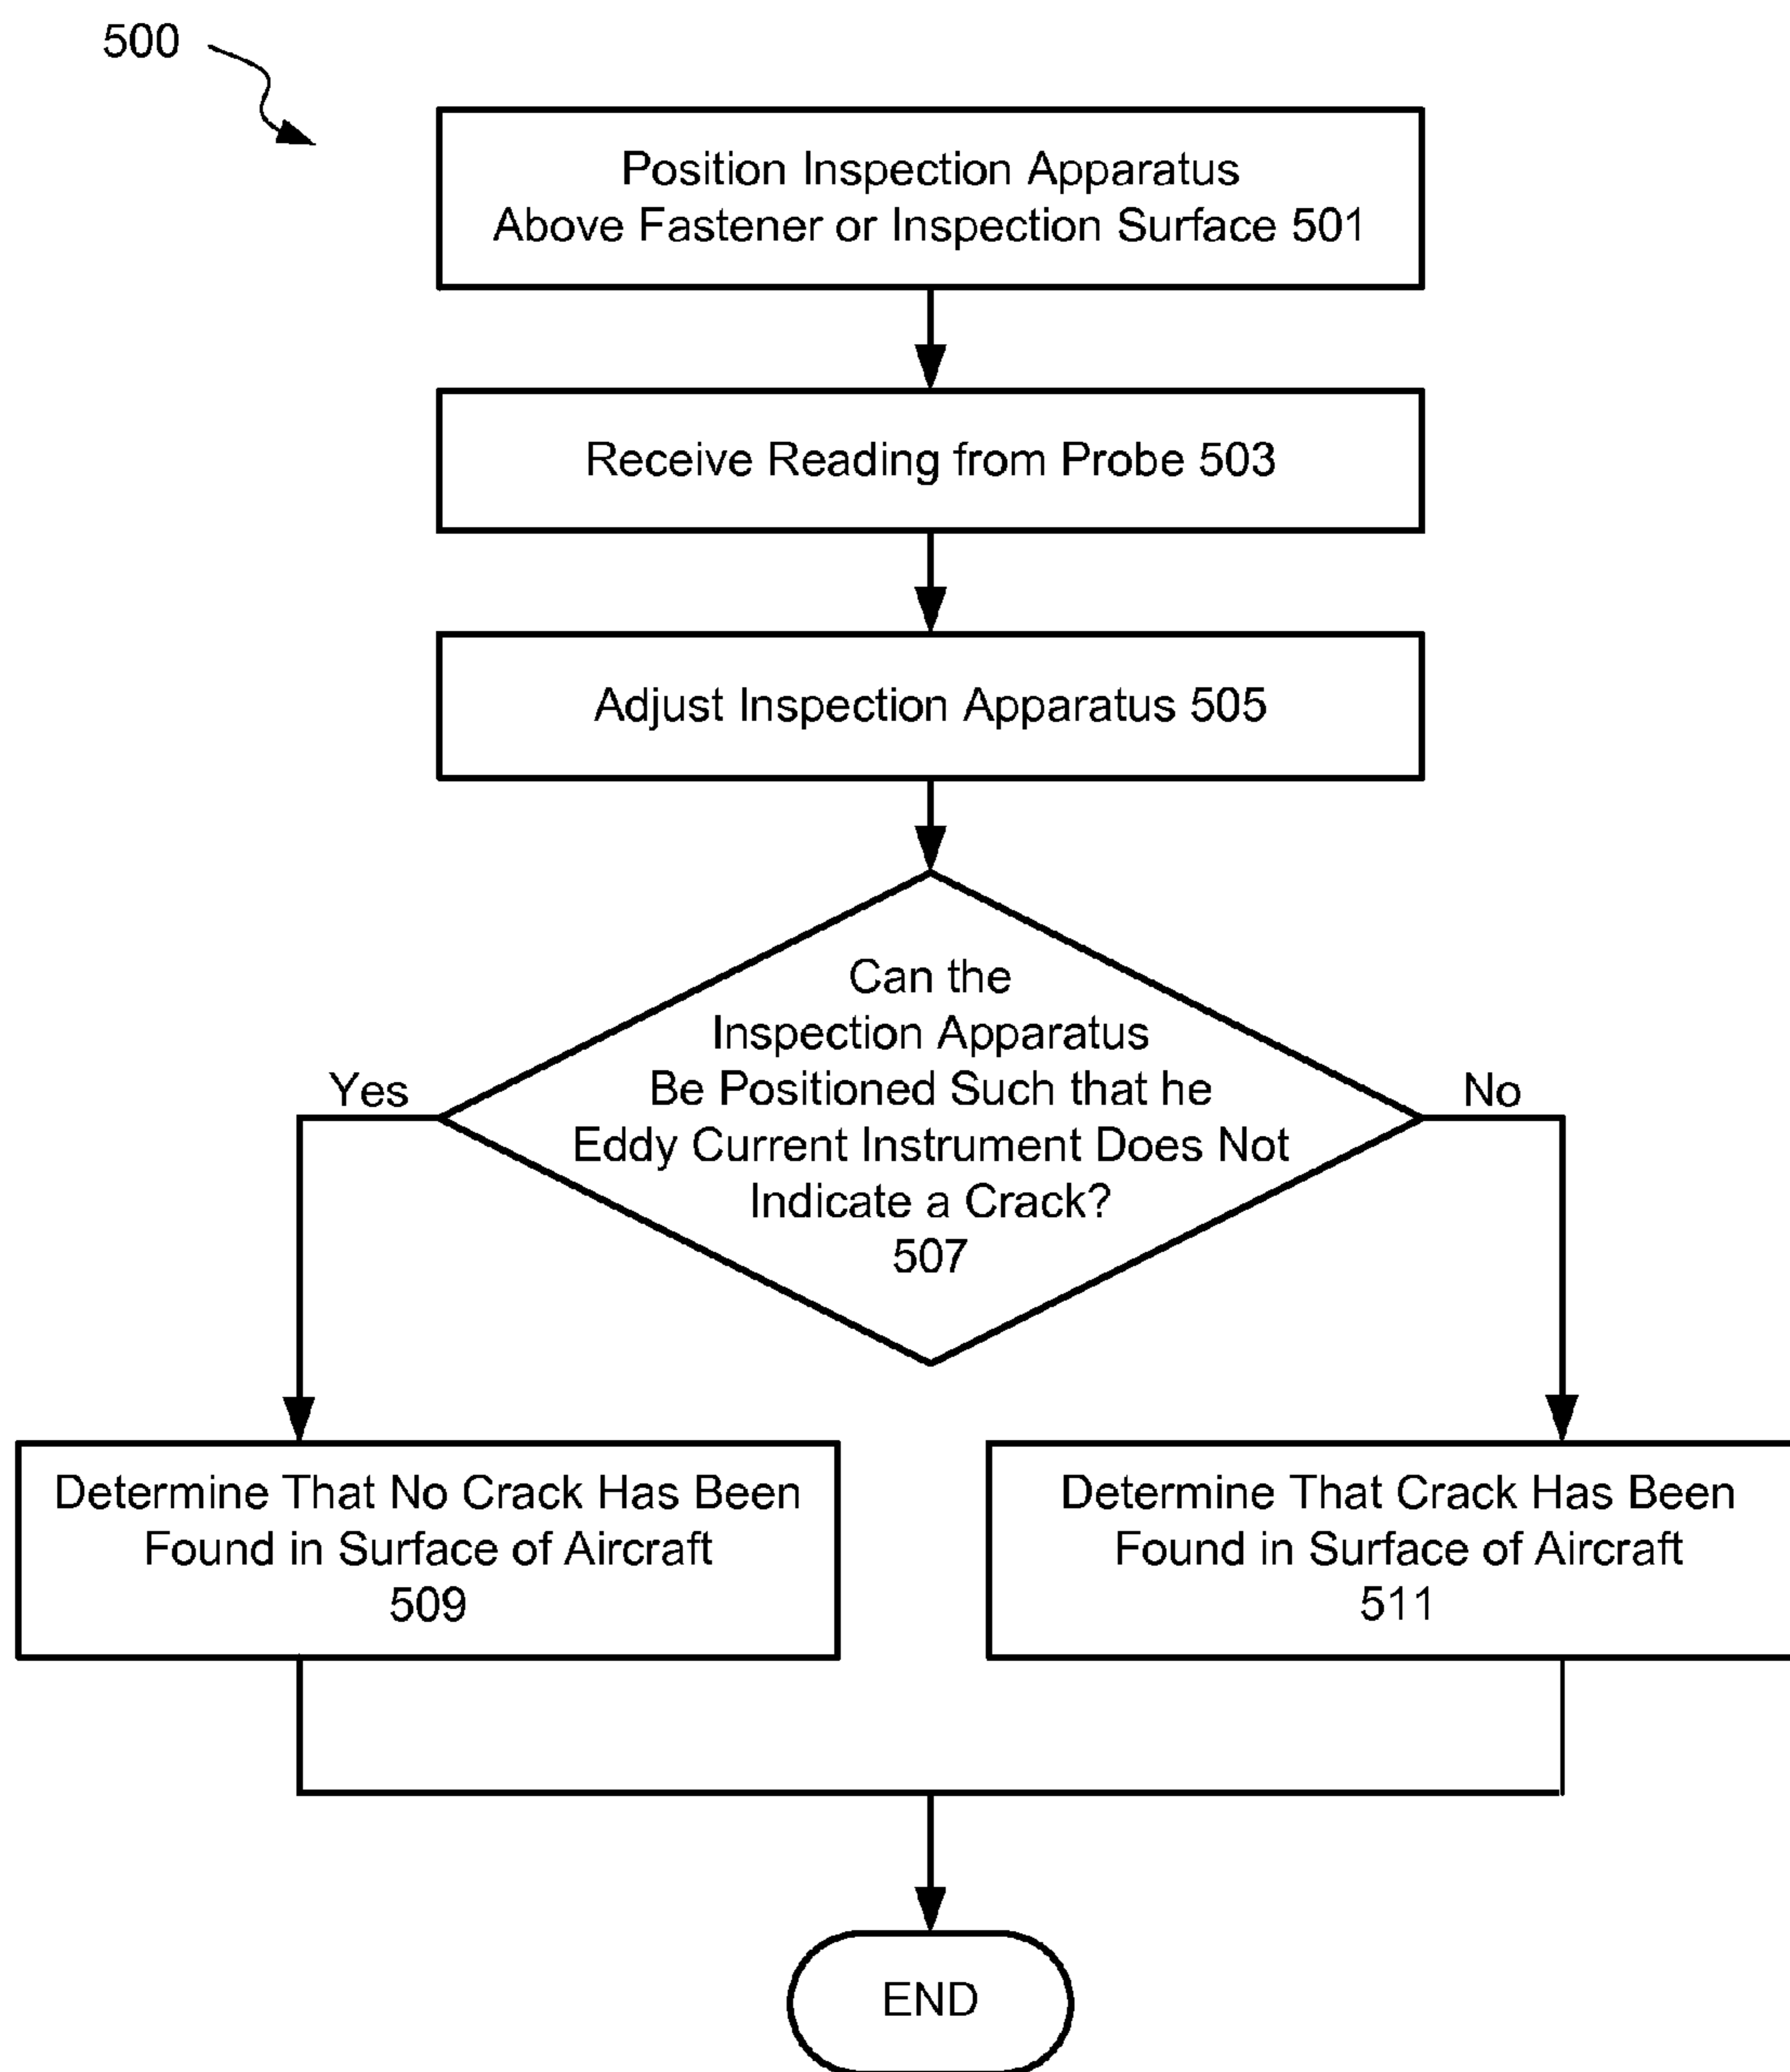 500
Position Inspection Apparatus
Above Fastener or Inspection Surface 501
Receive Reading from Probe 503
Adjust Inspection Apparatus 505
Can the
Inspection Apparatus
Be Positioned Such that he
Eddy Current Instrument Does Not
Indicate a Crack?
507
Yes
No
Determine That No Crack Has Been
Found in Surface of Aircraft
509
Determine That Crack Has Been
Found in Surface of Aircraft
511
END